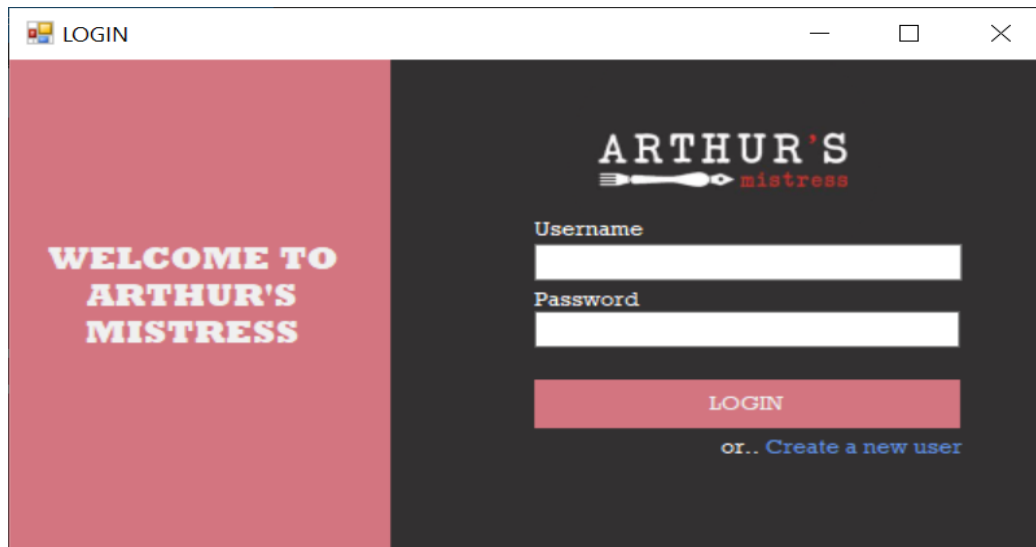 LOGIN
WELCOME TO
ARTHUR'S
MISTRESS
ARTHUR'S
mistress
Username
Password
LOGIN
or.. Create a new user